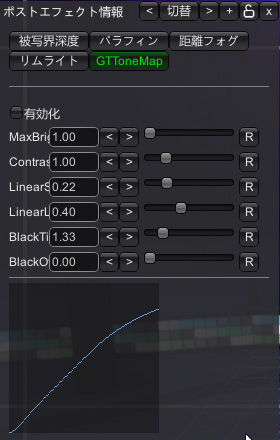 ポストエフェクト情報 < 切替 > + x
被写界深度 パラフィン 距離フォグ
リムライト GTToneMap
有効化
MaxBri 1.00 < > R
Contras 1.00 < > R
LinearS 0.22 < > R
LinearL 0.40 < > R
BlackTi 1.33 < > R
BlackO 0.00 < > R